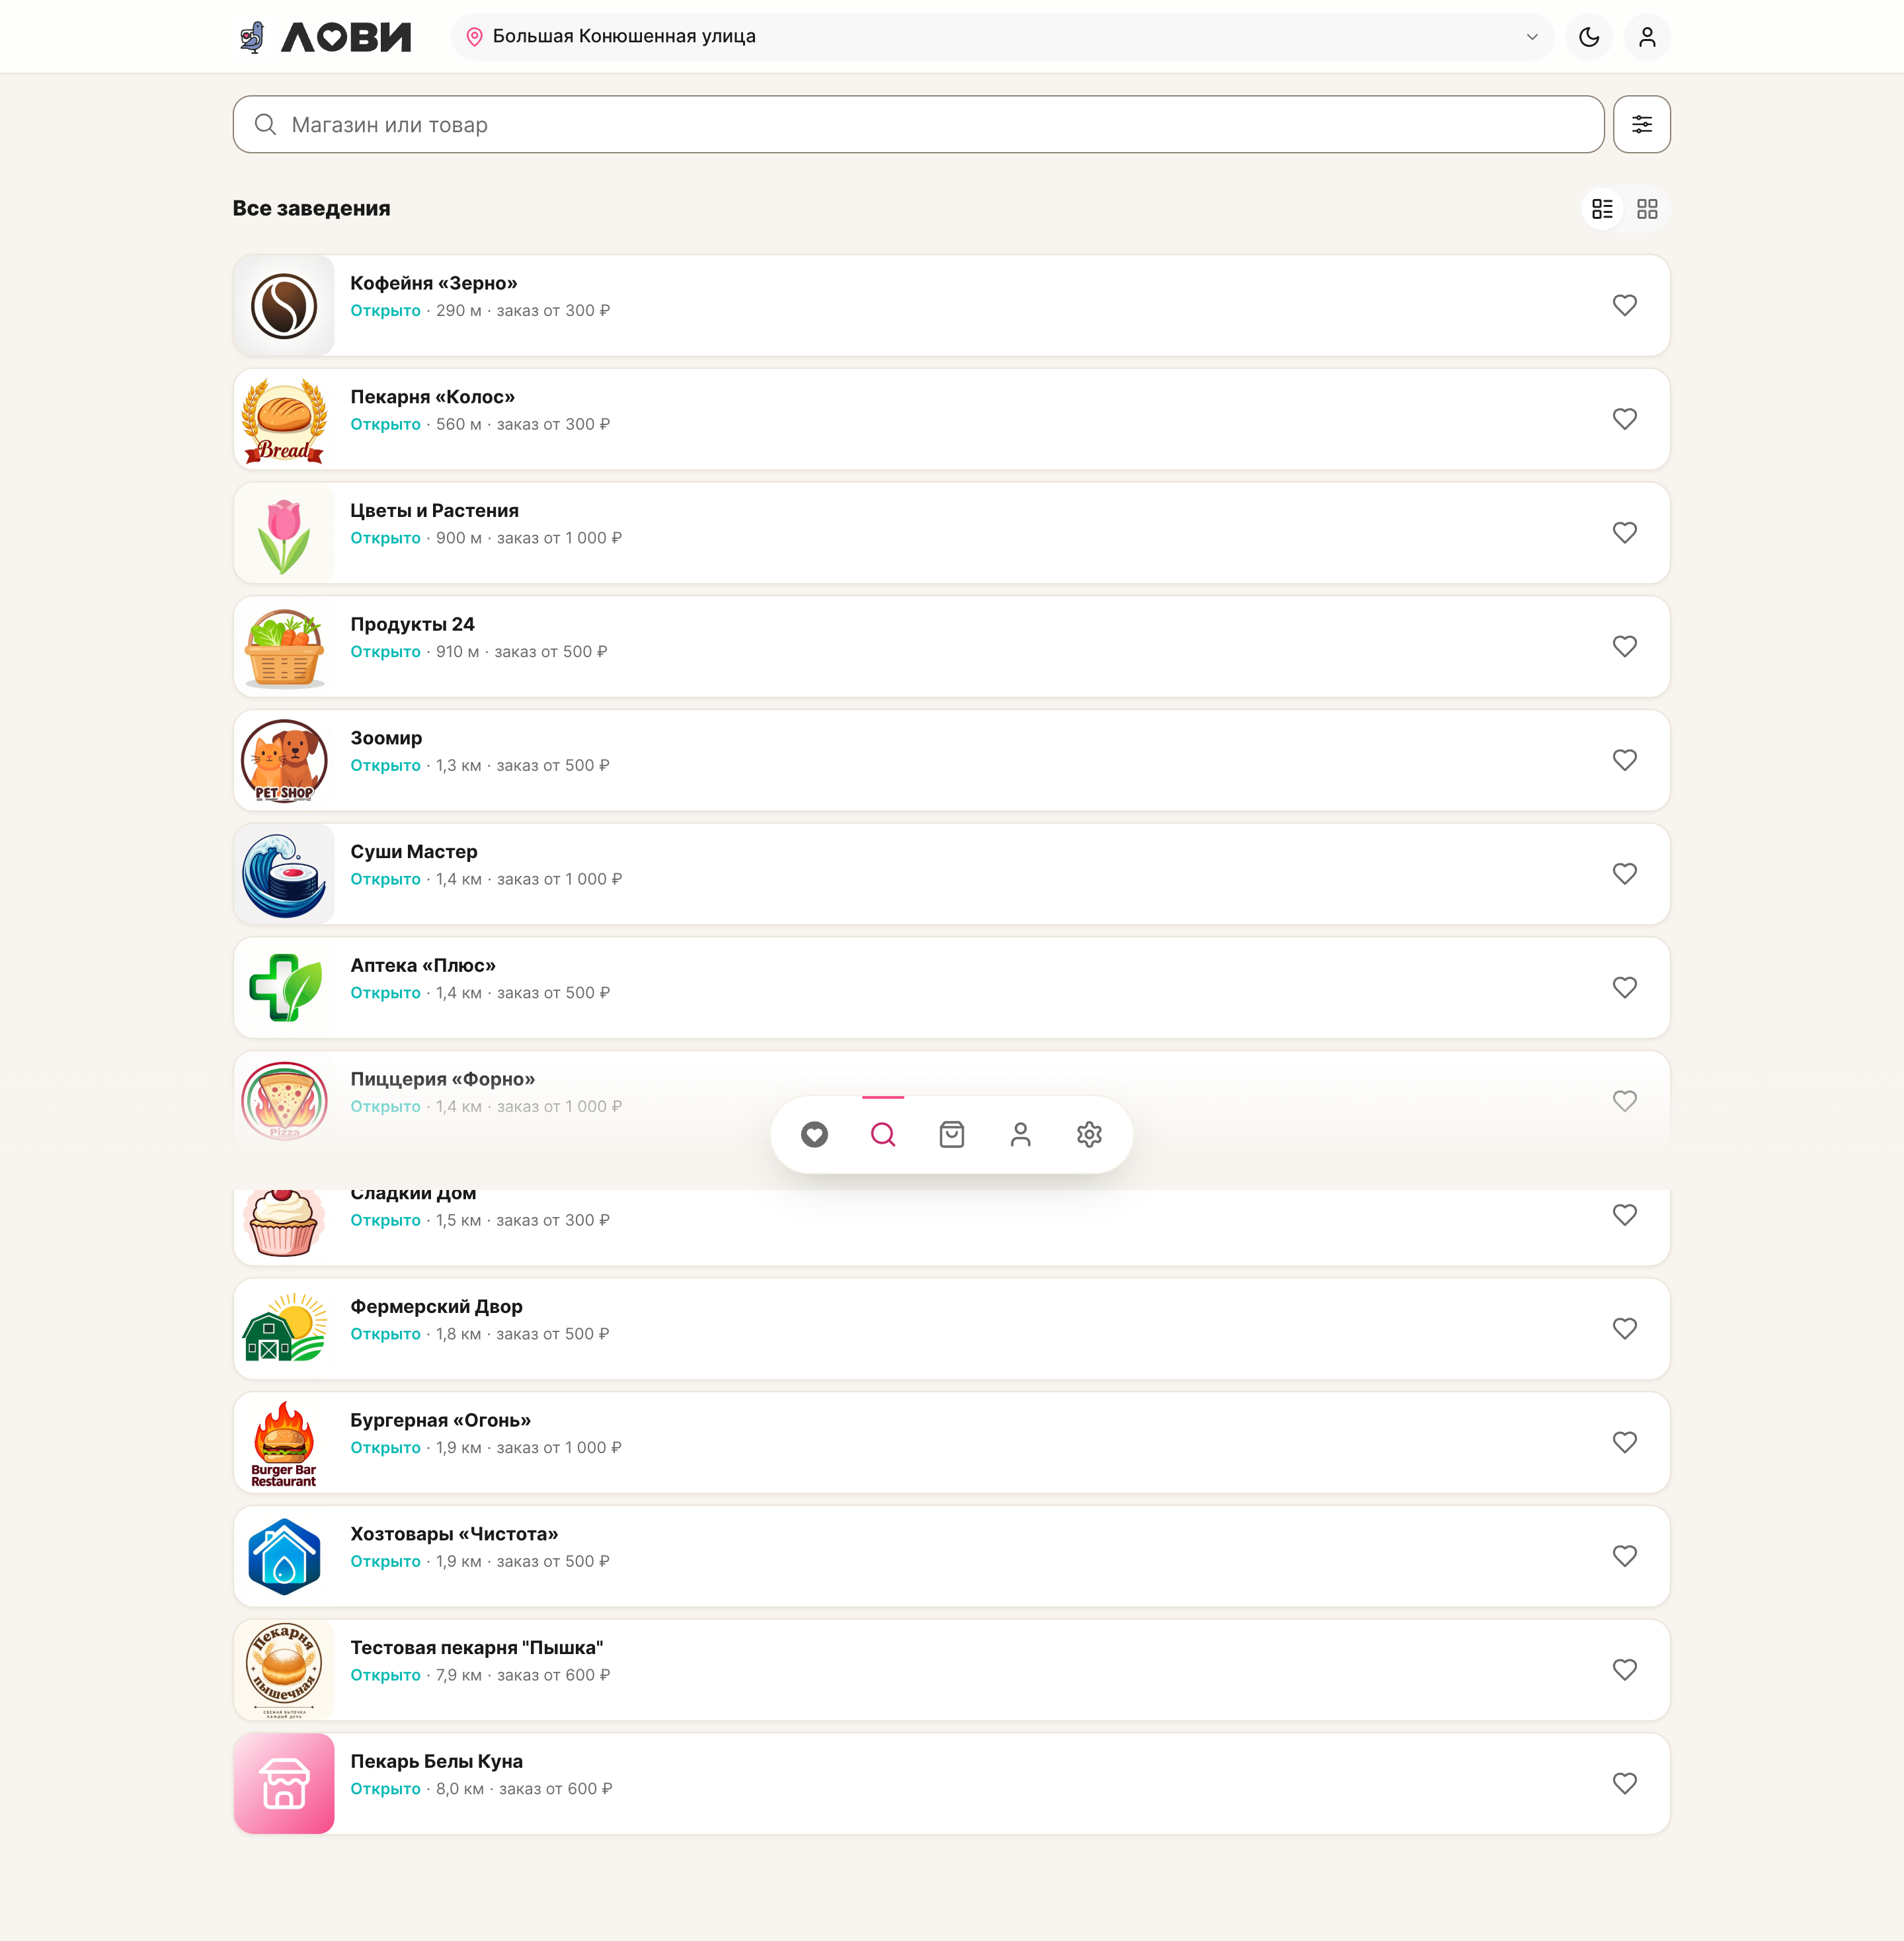 ЛОВИ
Большая Конюшенная улица
Магазин или товар
Все заведения
Кофейня «Зерно»
Открыто · 290 м · заказ от 300 ₽
Bread
Пекарня «Колос»
Открыто · 560 м · заказ от 300 ₽
Цветы и Растения
Открыто · 900 м · заказ от 1 000 ₽
Продукты 24
Открыто · 910 м · заказ от 500 ₽
PET SHOP
Зоомир
Открыто · 1,3 км · заказ от 500 ₽
Суши Мастер
Открыто · 1,4 км · заказ от 1 000 ₽
Аптека «Плюс»
Открыто · 1,4 км · заказ от 500 ₽
Pizza
Пиццерия «Форно»
Открыто · 1,4 км · заказ от 1 000 ₽
Сладкий Дом
Открыто · 1,5 км · заказ от 300 ₽
Фермерский Двор
Открыто · 1,8 км · заказ от 500 ₽
Burger Bar
Restaurant
Бургерная «Огонь»
Открыто · 1,9 км · заказ от 1 000 ₽
Хозтовары «Чистота»
Открыто · 1,9 км · заказ от 500 ₽
Пекарня
пышечная
СВЕЖАЯ ВЫПЕЧКА
КАЖДЫЙ ДЕНЬ
Тестовая пекарня "Пышка"
Открыто · 7,9 км · заказ от 600 ₽
Пекарь Белы Куна
Открыто · 8,0 км · заказ от 600 ₽